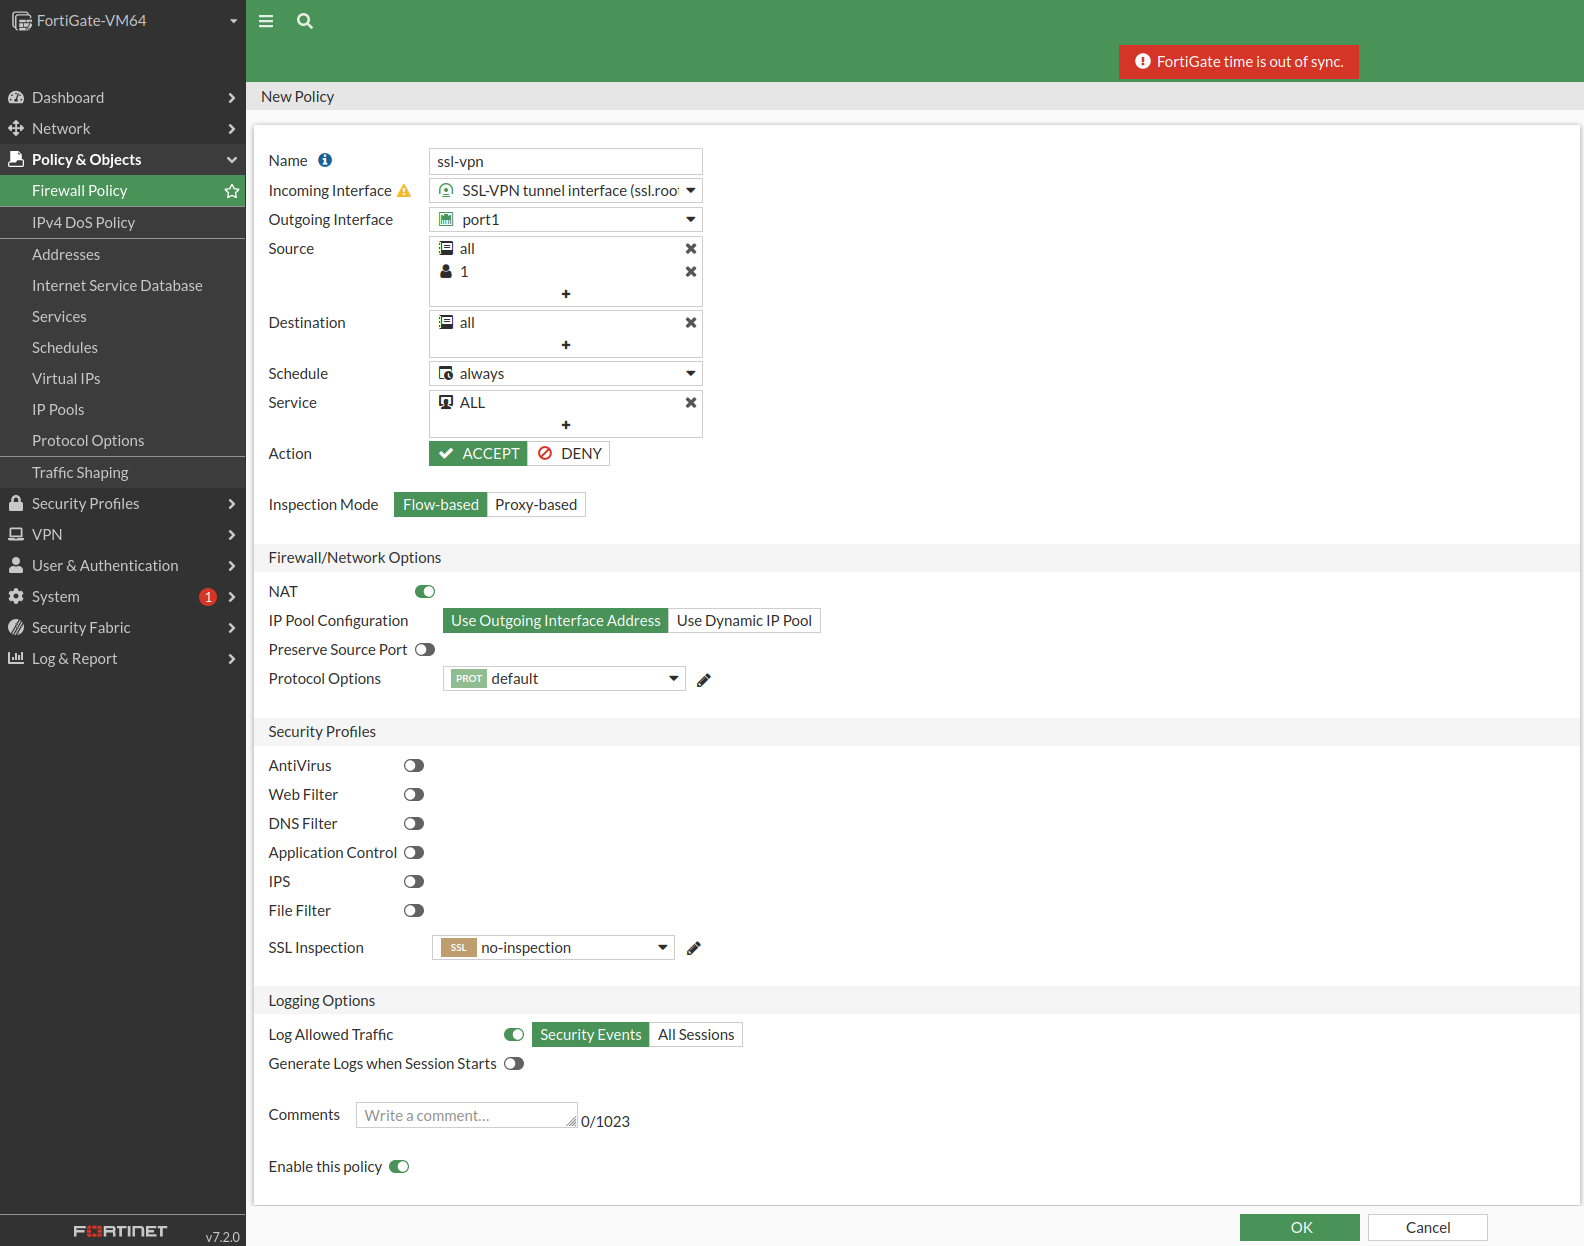 FortiGate-VM64
FortiGate time is out of sync.
Dashboard
Network
Policy & Objects
Firewall Policy
IPv4 DoS Policy
Addresses
Internet Service Database
Services
Schedules
Virtual IPs
IP Pools
Protocol Options
Traffic Shaping
Security Profiles
VPN
User & Authentication
System 1
Security Fabric
Log & Report
FORTINET
v7.2.0
New Policy
Name ssl-vpn
Incoming Interface SSL-VPN tunnel interface (ssl.roo
Outgoing Interface port1
Source all
1
Destination all
Schedule always
Service ALL
Action ACCEPT DENY
Inspection Mode Flow-based Proxy-based
Firewall/Network Options
NAT
IP Pool Configuration Use Outgoing Interface Address Use Dynamic IP Pool
Preserve Source Port
Protocol Options PROT default
Security Profiles
AntiVirus
Web Filter
DNS Filter
Application Control
IPS
File Filter
SSL Inspection SSL no-inspection
Logging Options
Log Allowed Traffic Security Events All Sessions
Generate Logs when Session Starts
Comments Write a comment... 0/1023
Enable this policy
OK Cancel